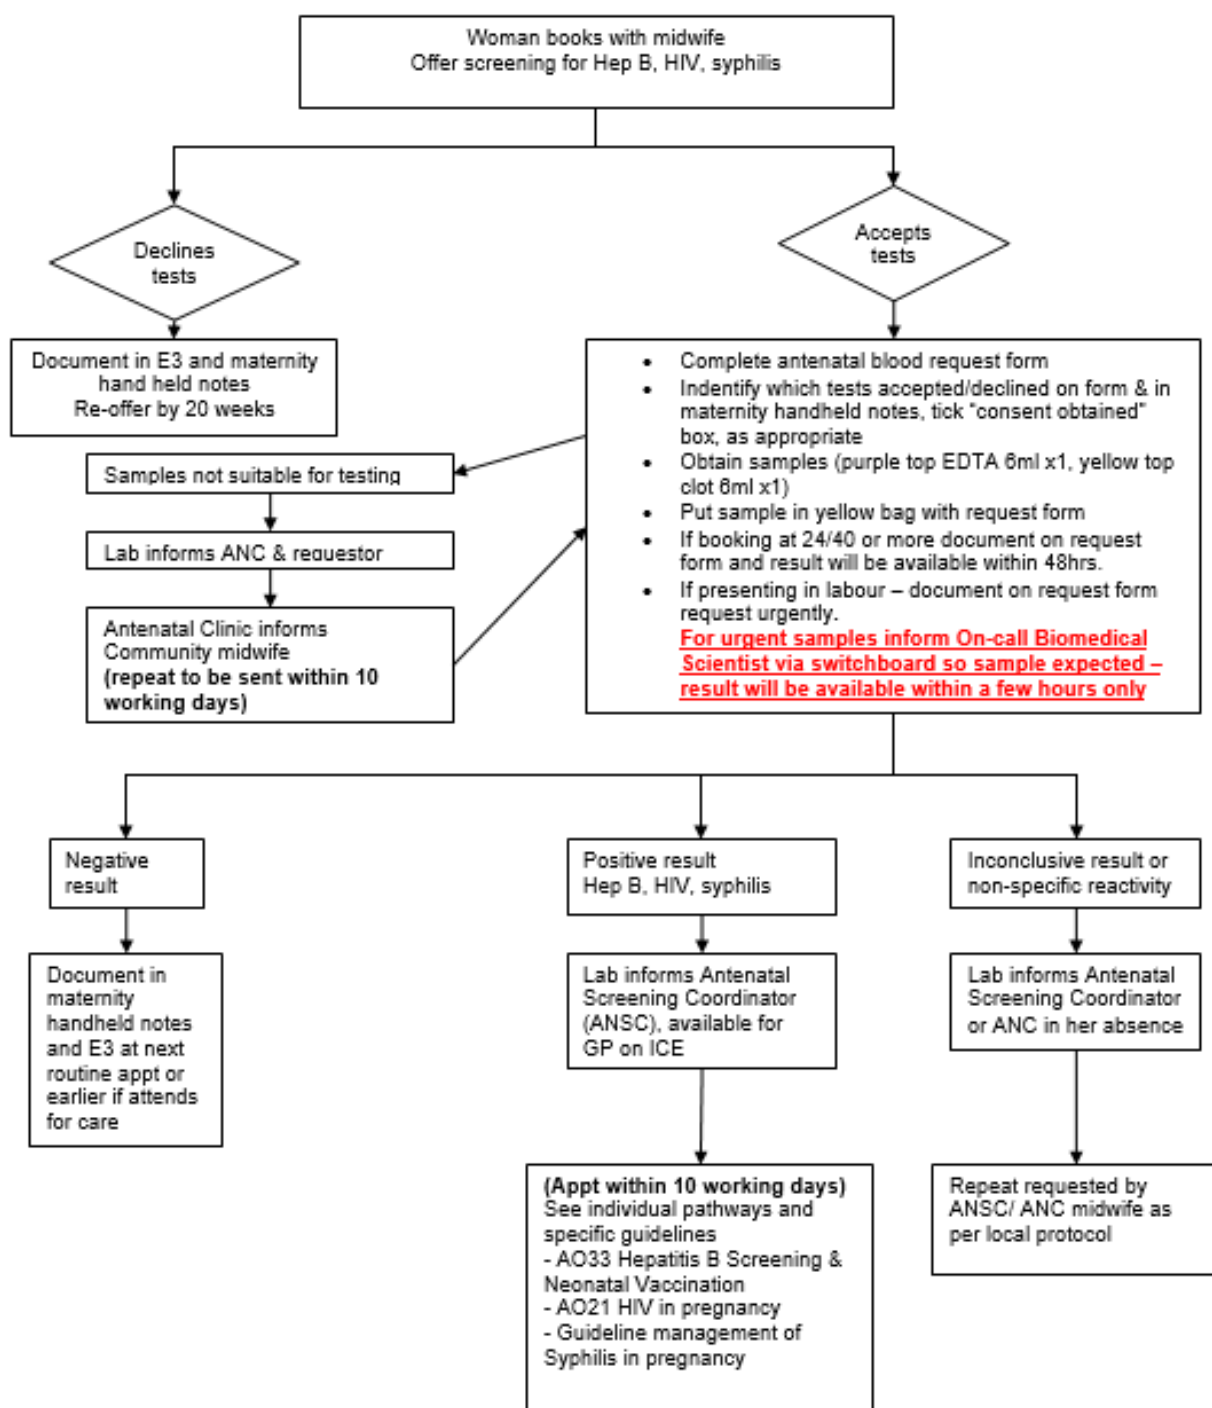 Woman books with midwife
Offer screening for Hep B, HIV, syphilis
Declines
tests
Accepts
tests
Document in E3 and maternity
hand held notes
Re-offer by 20 weeks
• Complete antenatal blood request form
• Indentify which tests accepted/declined on form & in
maternity handheld notes, tick "consent obtained"
box, as appropriate
• Obtain samples (purple top EDTA 6ml x1, yellow top
clot 6ml x1)
• Put sample in yellow bag with request form
• If booking at 24/40 or more document on request
form and result will be available within 48hrs.
• If presenting in labour – document on request form
request urgently.
For urgent samples inform On-call Biomedical
Scientist via switchboard so sample expected –
result will be available within a few hours only
Samples not suitable for testing
Lab informs ANC & requestor
Antenatal Clinic informs
Community midwife
(repeat to be sent within 10
working days)
Negative
result
Positive result
Hep B, HIV, syphilis
Inconclusive result or
non-specific reactivity
Document in
maternity
handheld notes
and E3 at next
routine appt or
earlier if attends
for care
Lab informs Antenatal
Screening Coordinator
(ANSC), available for
GP on ICE
Lab informs Antenatal
Screening Coordinator
or ANC in her absence
(Appt within 10 working days)
See individual pathways and
specific guidelines
- AO33 Hepatitis B Screening &
Neonatal Vaccination
- AO21 HIV in pregnancy
- Guideline management of
Syphilis in pregnancy
Repeat requested by
ANSC/ ANC midwife as
per local protocol